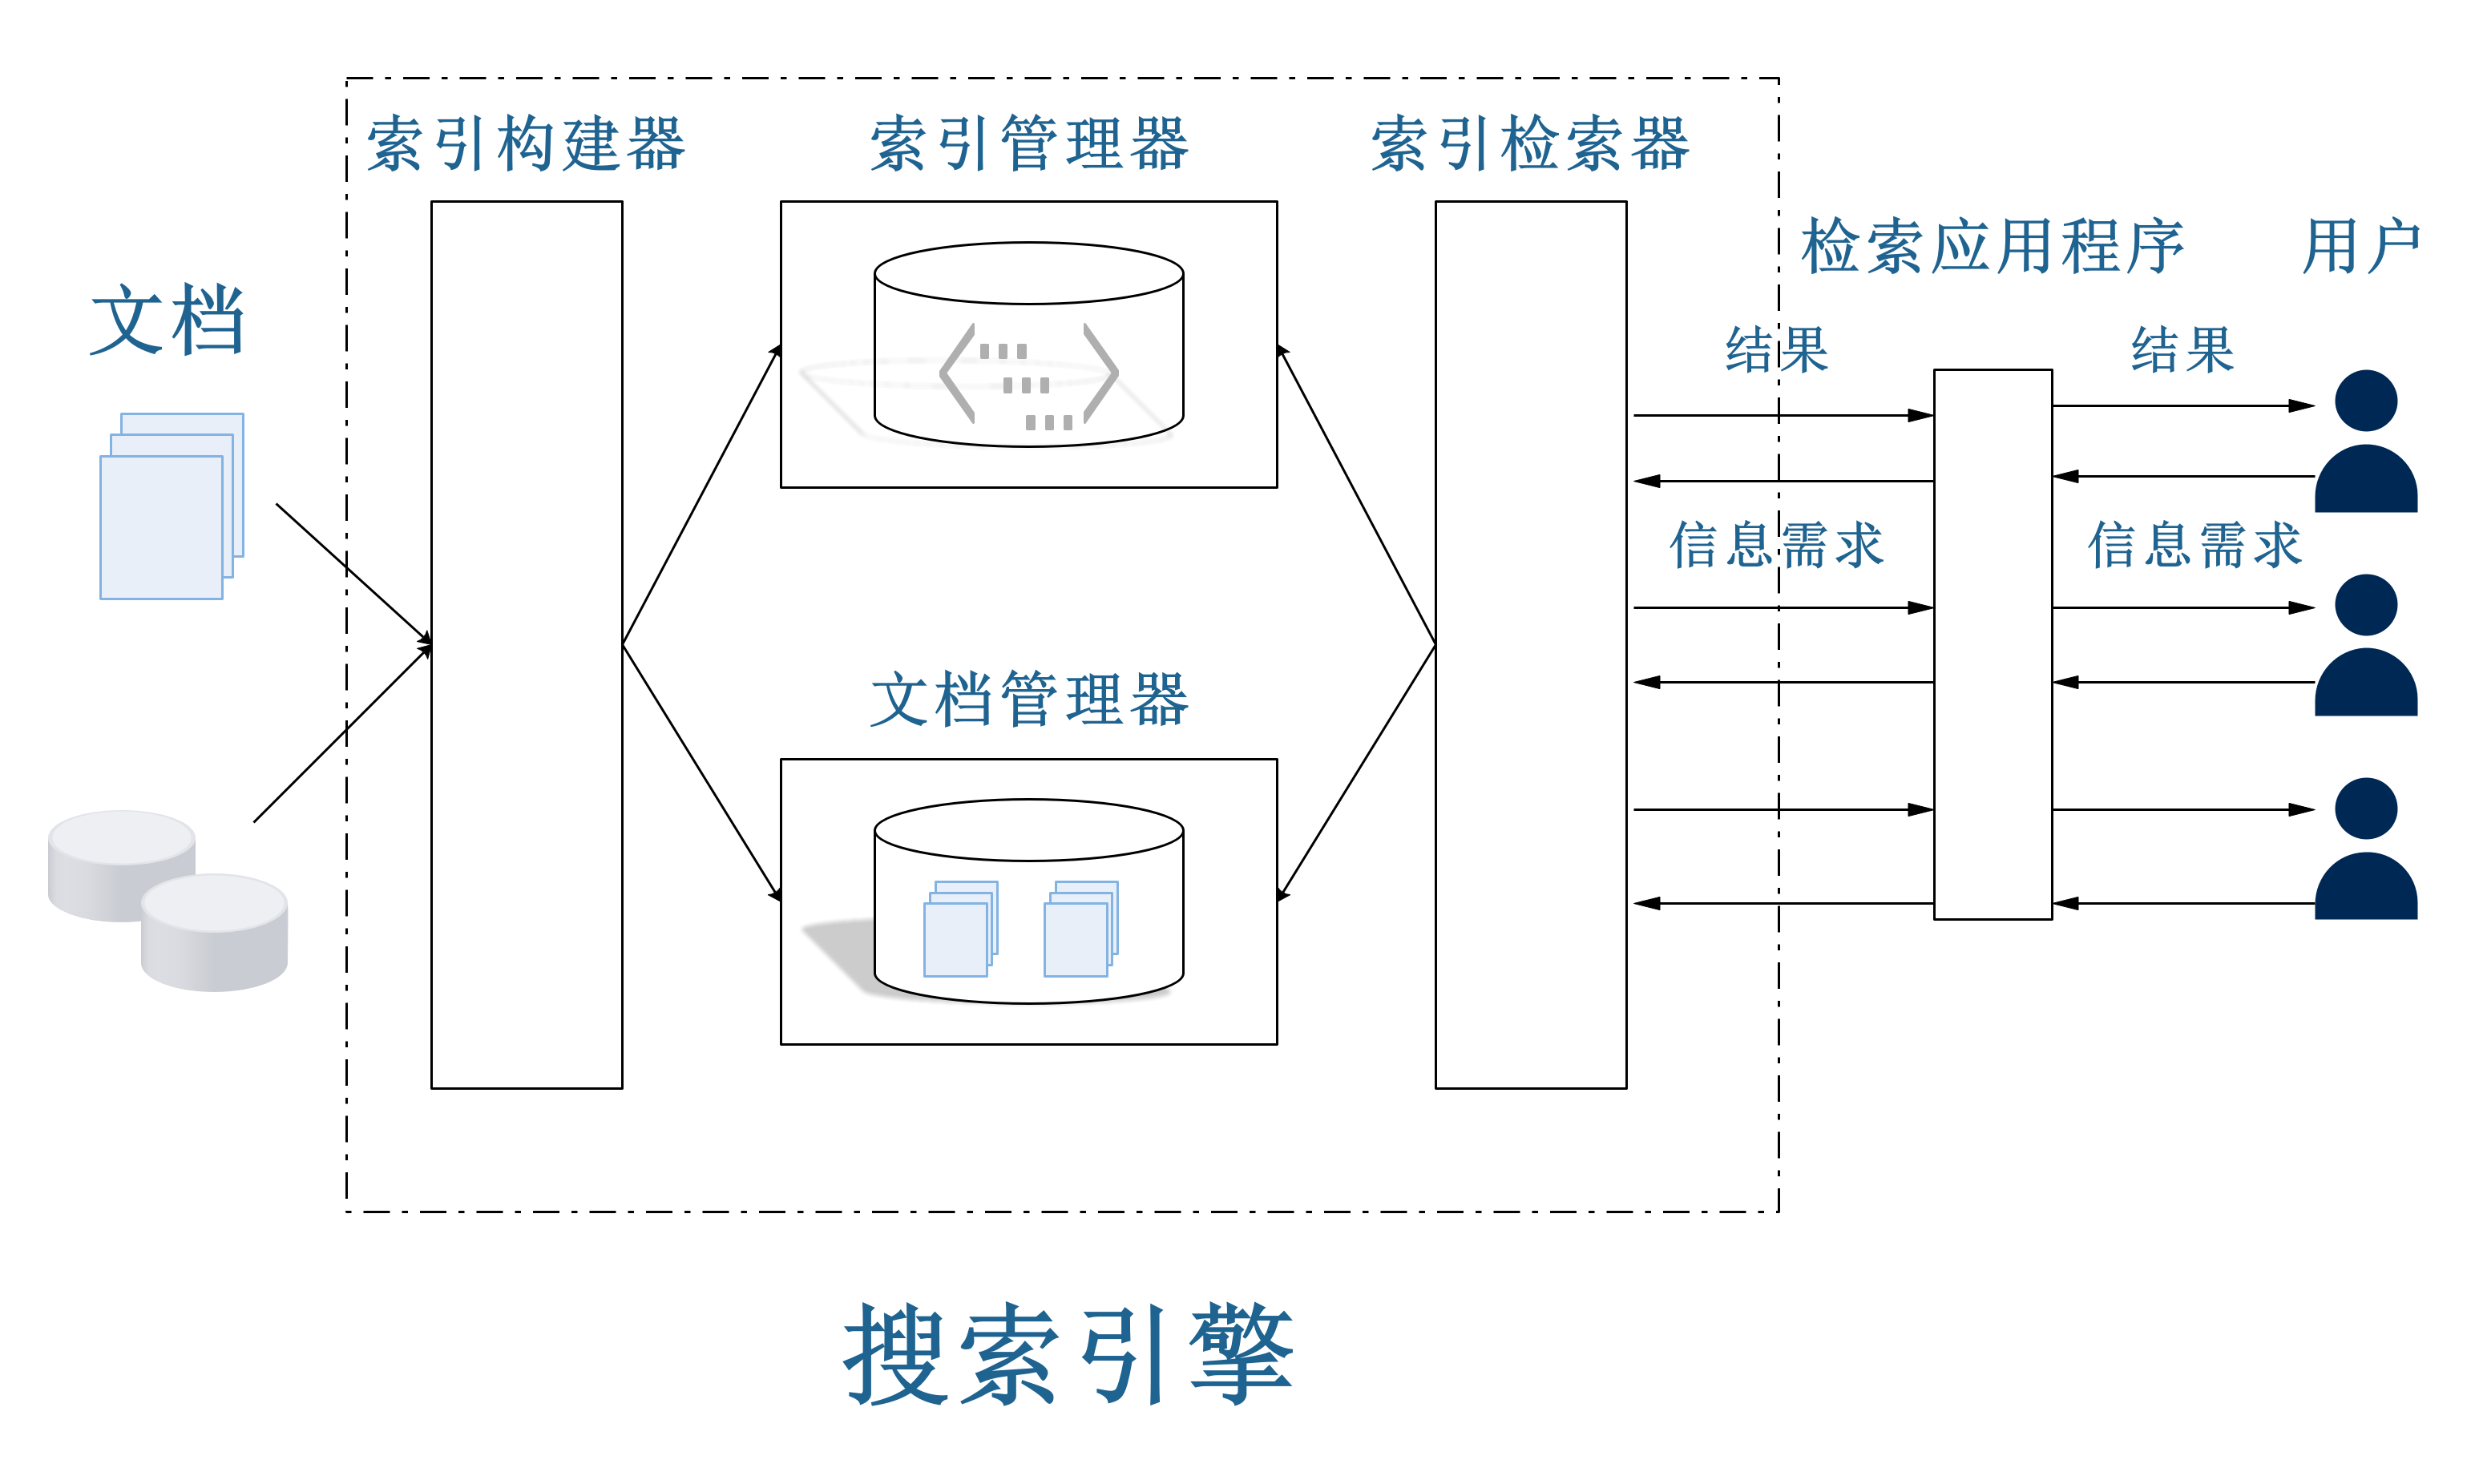 索引构建器
索引管理器
索引检索器
检索应用程序
用户
文档
结果
结果
信息需求
信息需求
文档管理器
搜索引擎